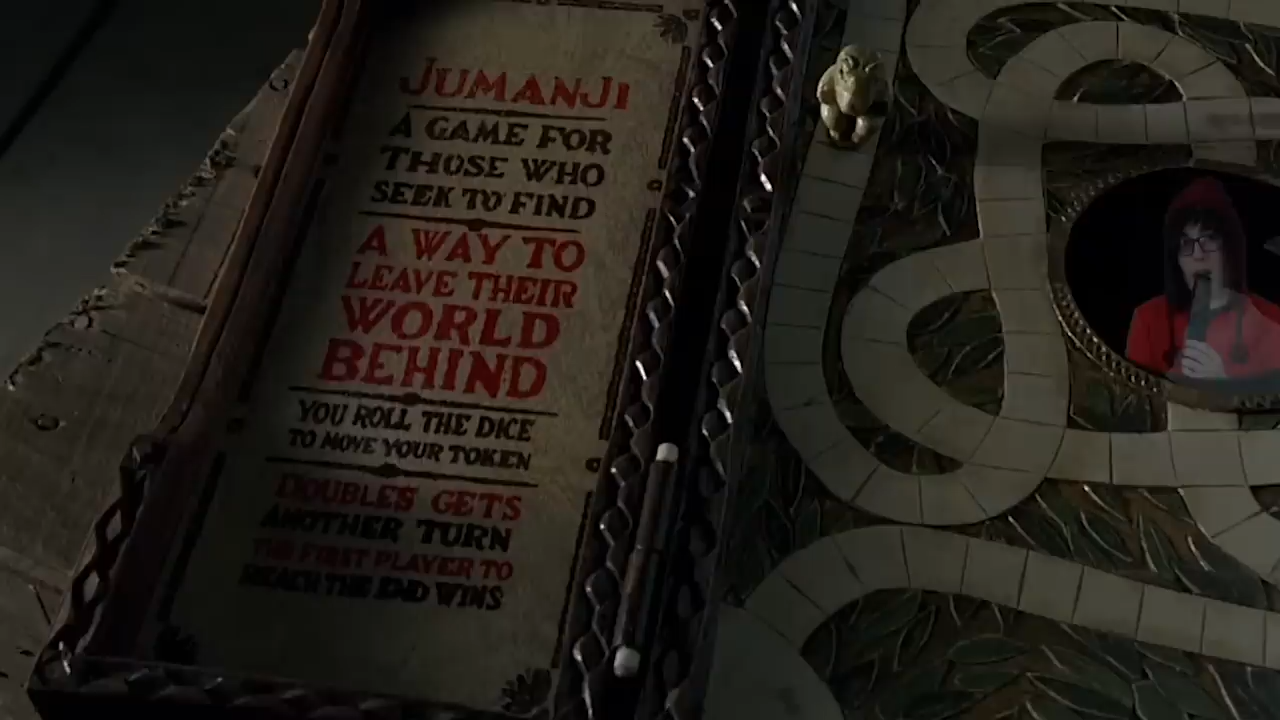 JUMANJI
A GAME FOR
THOSE WHO
SEEK TO FIND
A WAY TO
LEAVE THEIR
WORLD
BEHIND
YOU ROLL THE DICE
TO MOVE YOUR TOKEN
DOUBLES GETS
ANOTHER TURN
THE FIRST PLAYER TO
REACH THE END WINS